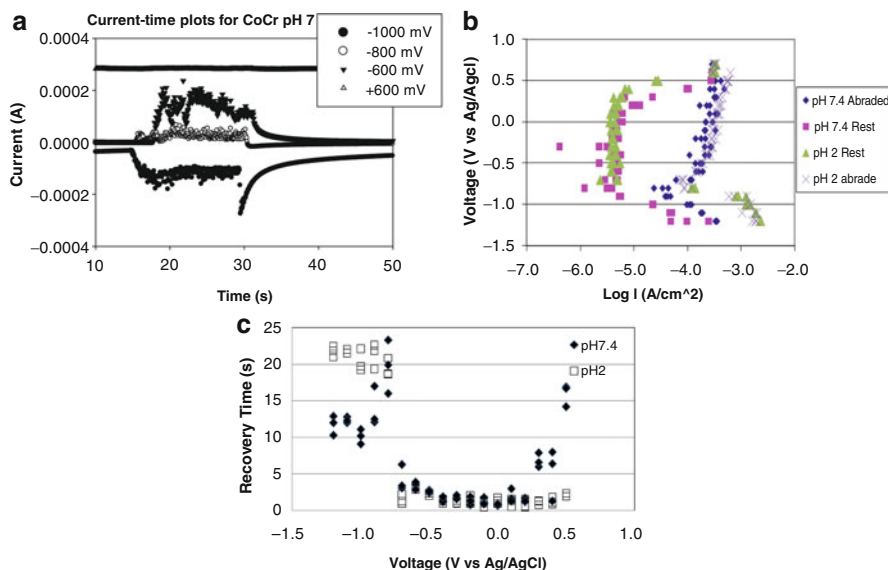 a
Current-time plots for CoCr pH 7
-1000 mV
-800 mV
-600 mV
+600 mV
0.0004
0.0002
0.0000
−0.0002
−0.0004
Current (A)
10 20 30 40 50
Time (s)
b
1.5
1.0
0.5
0.0
−0.5
−1.0
−1.5
Voltage (V vs Ag/Agcl)
−7.0 −6.0 −5.0 −4.0 −3.0 −2.0
Log I (A/cm^2)
pH 7.4 Abraded
pH 7.4 Rest
pH 2 Rest
pH 2 abrade
c
25
20
15
10
5
0
Recovery Time (s)
pH7.4
pH2
−1.5 −1.0 −0.5 0.0 0.5 1.0
Voltage (V vs Ag/AgCl)